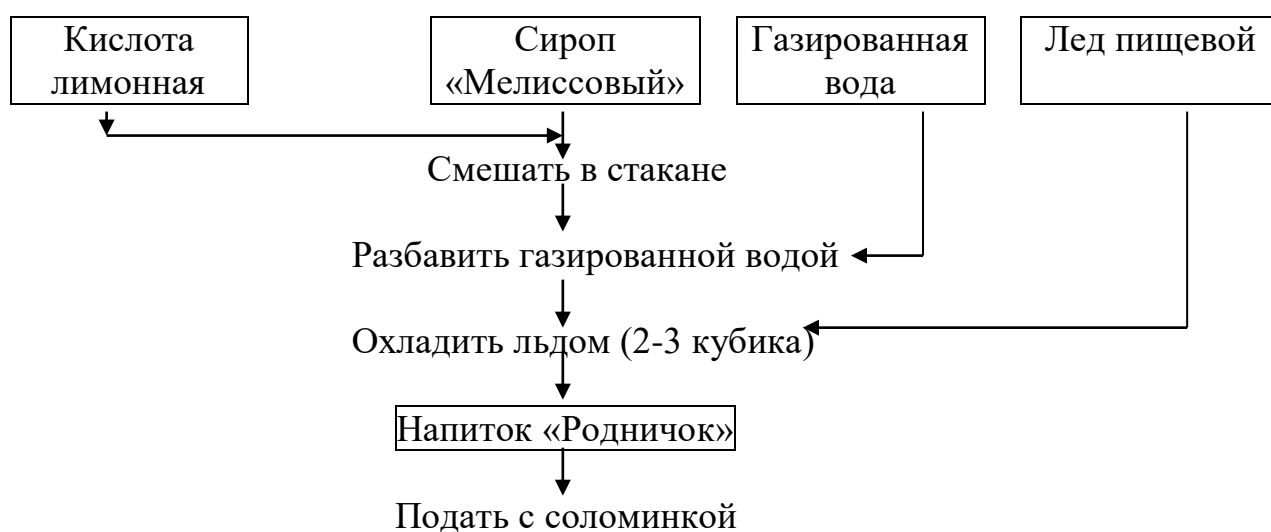 Кислота
лимонная
Сироп
«Мелиссовый»
Газированная
вода
Лед пищевой
Смешать в стакане
Разбавить газированной водой
Охладить льдом (2-3 кубика)
Напиток «Родничок»
Подать с соломинкой